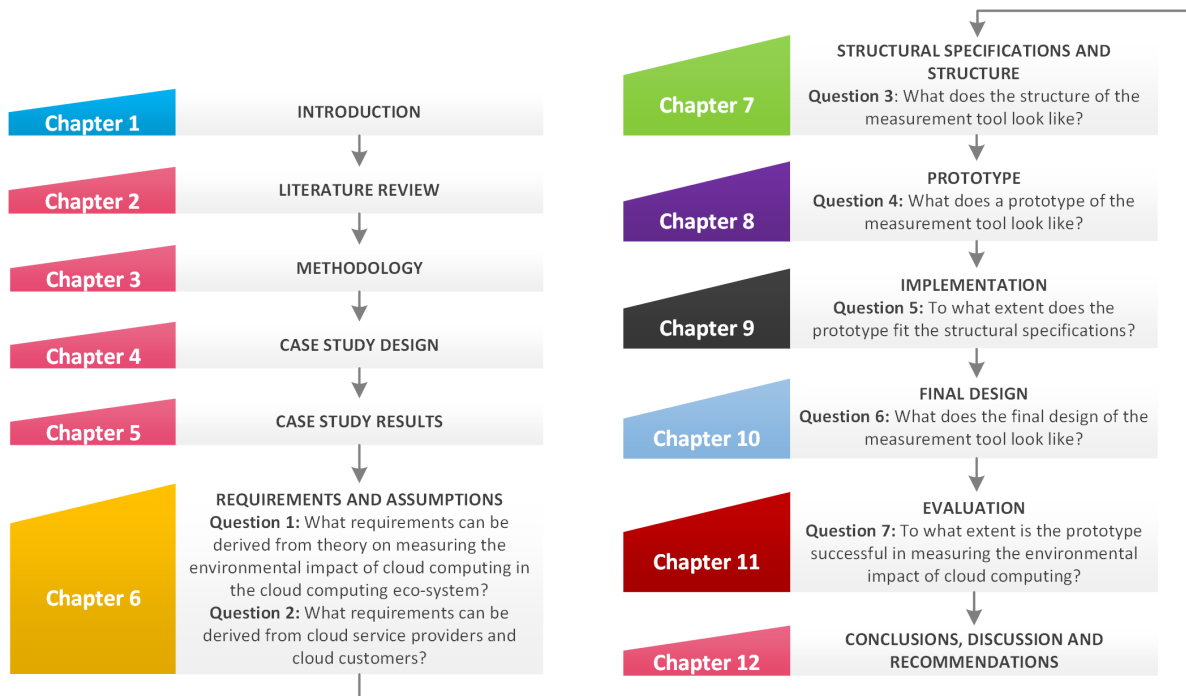 Chapter 1
INTRODUCTION
Chapter 2
LITERATURE REVIEW
Chapter 3
METHODOLOGY
Chapter 4
CASE STUDY DESIGN
Chapter 5
CASE STUDY RESULTS
Chapter 6
REQUIREMENTS AND ASSUMPTIONS
Question 1: What requirements can be
derived from theory on measuring the
environmental impact of cloud computing in
the cloud computing eco-system?
Question 2: What requirements can be
derived from cloud service providers and
cloud customers?
Chapter 7
STRUCTURAL SPECIFICATIONS AND
STRUCTURE
Question 3: What does the structure of the
measurement tool look like?
Chapter 8
PROTOTYPE
Question 4: What does a prototype of the
measurement tool look like?
Chapter 9
IMPLEMENTATION
Question 5: To what extent does the
prototype fit the structural specifications?
Chapter 10
FINAL DESIGN
Question 6: What does the final design of the
measurement tool look like?
Chapter 11
EVALUATION
Question 7: To what extent is the prototype
successful in measuring the environmental
impact of cloud computing?
Chapter 12
CONCLUSIONS, DISCUSSION AND
RECOMMENDATIONS